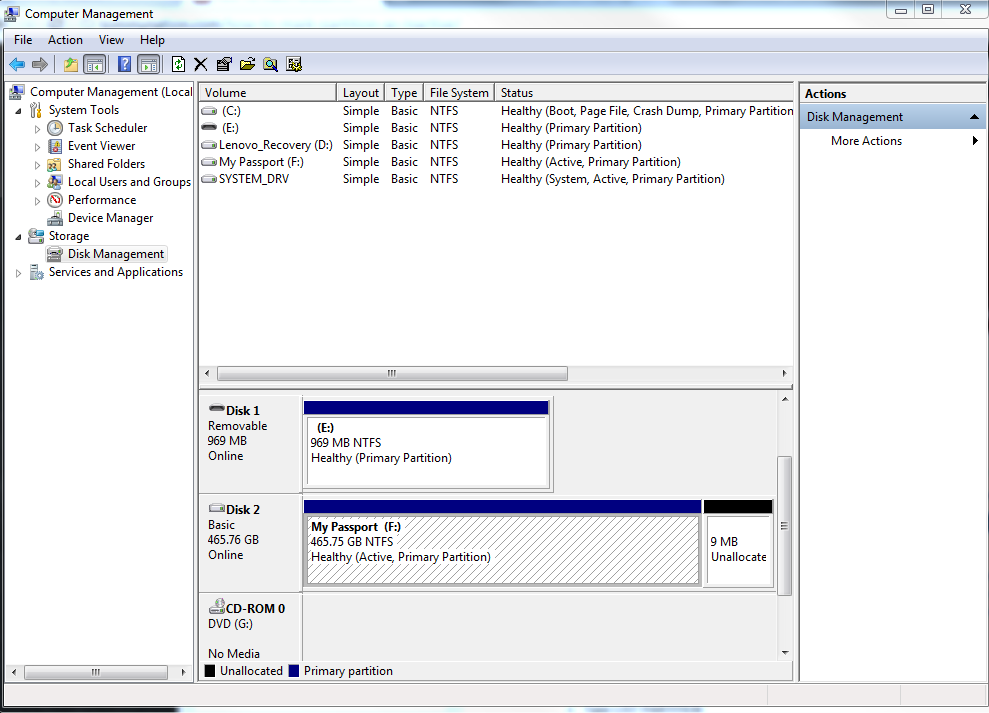 Computer Management
File Action View Help
Computer Management (Local
System Tools
Task Scheduler
Event Viewer
Shared Folders
Local Users and Groups
Performance
Device Manager
Storage
Disk Management
Services and Applications
Volume Layout Type File System Status
(C:) Simple Basic NTFS Healthy (Boot, Page File, Crash Dump, Primary Partition
(E:) Simple Basic NTFS Healthy (Primary Partition)
Lenovo_Recovery (D:) Simple Basic NTFS Healthy (Primary Partition)
My Passport (F:) Simple Basic NTFS Healthy (Active, Primary Partition)
SYSTEM_DRV Simple Basic NTFS Healthy (System, Active, Primary Partition)
Disk 1
Removable
969 MB
Online
(E:)
969 MB NTFS
Healthy (Primary Partition)
Disk 2
Basic
465.76 GB
Online
My Passport (F:)
465.75 GB NTFS
Healthy (Active, Primary Partition)
9 MB
Unallocate
CD-ROM 0
DVD (G:)
No Media
Unallocated Primary partition
Actions
Disk Management
More Actions